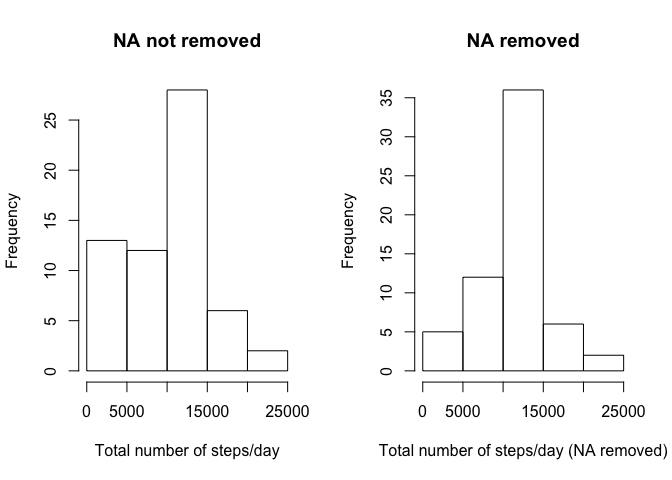 NA not removed
Frequency
0
5
10
15
20
25
0 5000 15000 25000
Total number of steps/day
NA removed
Frequency
0
5
10
15
20
25
30
35
0 5000 15000 25000
Total number of steps/day (NA removed)